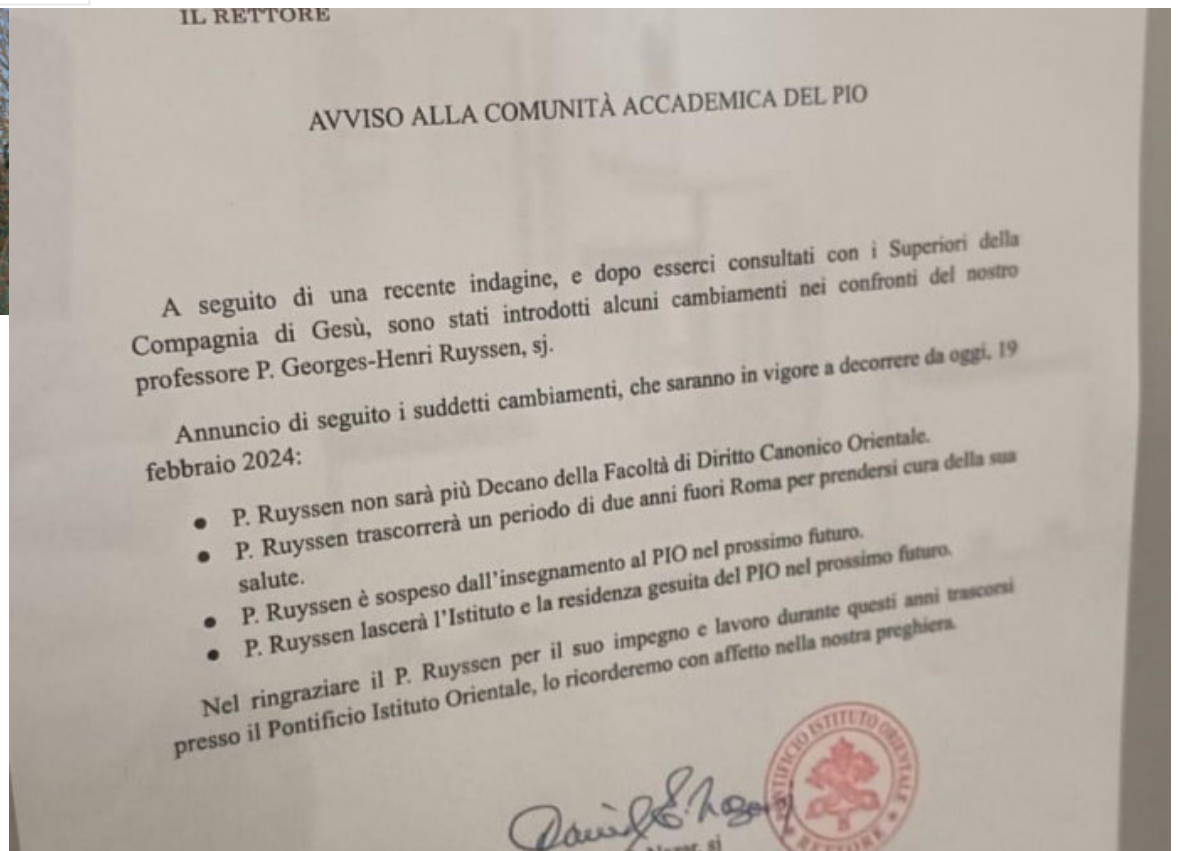 IL RETTORE
AVVISO ALLA COMUNITÀ ACCADEMICA DEL PIO
A seguito di una recente indagine, e dopo esserci consultati con i Superiori della
Compagnia di Gesù, sono stati introdotti alcuni cambiamenti nei confronti del nostro
professore P. Georges-Henri Ruyssen, sj.
Annuncio di seguito i suddetti cambiamenti, che saranno in vigore a decorrere da oggi, 19
febbraio 2024:
● P. Ruyssen non sarà più Decano della Facoltà di Diritto Canonico Orientale.
● P. Ruyssen trascorrerà un periodo di due anni fuori Roma per prendersi cura della sua
salute.
● P. Ruyssen è sospeso dall'insegnamento al PIO nel prossimo futuro.
● P. Ruyssen lascerà l'Istituto e la residenza gesuita del PIO nel prossimo futuro.
Nel ringraziare il P. Ruyssen per il suo impegno e lavoro durante questi anni trascorsi
presso il Pontificio Istituto Orientale, lo ricorderemo con affetto nella nostra preghiera.
PONTIFICIO ISTITUTO ORIENTALE
RETTORE
Nazar, sj